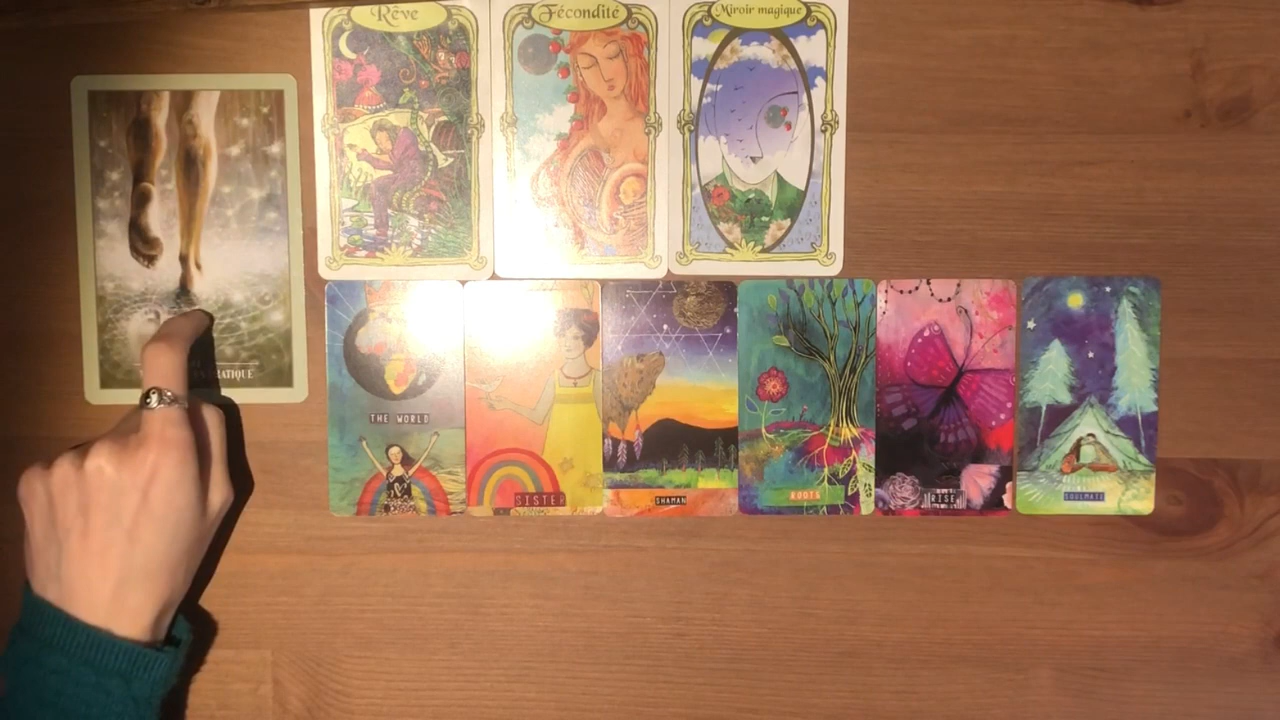 Rêve
Fécondité
Miroir magique
THE WORLD
SISTER
SHAMAN
ROOTS
RISE
SOULMATE